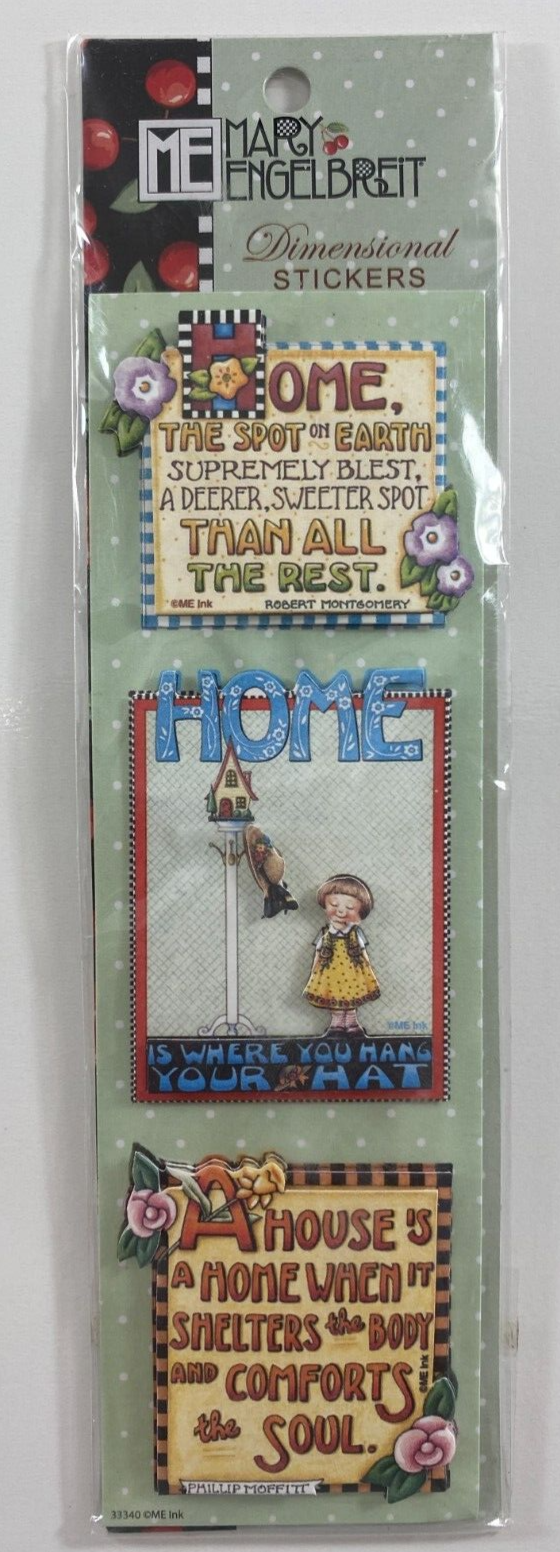 ME MARY
ENGELBREIT
Dimensional
STICKERS
HOME,
THE SPOT ON EARTH
SUPREMELY BLEST,
A DEERER, SWEETER SPOT
THAN ALL
THE REST.
©ME Ink ROBERT MONTGOMERY
HOME
©ME Ink
IS WHERE YOU HANG
YOUR HAT
A HOUSE IS
A HOME WHEN IT
SHELTERS the BODY
AND COMFORTS
the SOUL.
©ME Ink
PHILLIP MOFFITT
33340 ©ME Ink